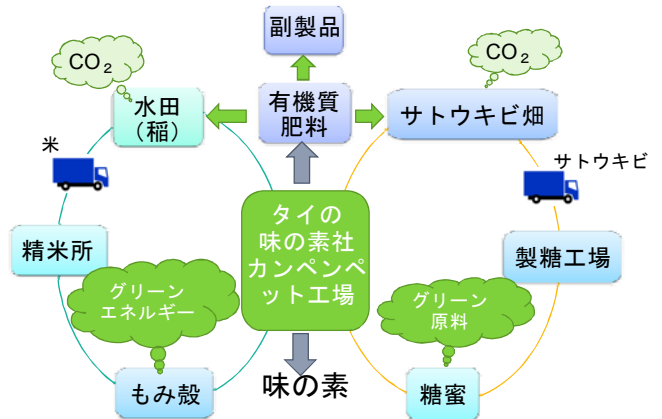 副製品
CO₂
CO₂
水田
（稲）
有機質
肥料
サトウキビ畑
米
サトウキビ
タイの
味の素社
カンペンペ
ット工場
精米所
製糖工場
グリーン
エネルギー
グリーン
原料
もみ殻
味の素
糖蜜